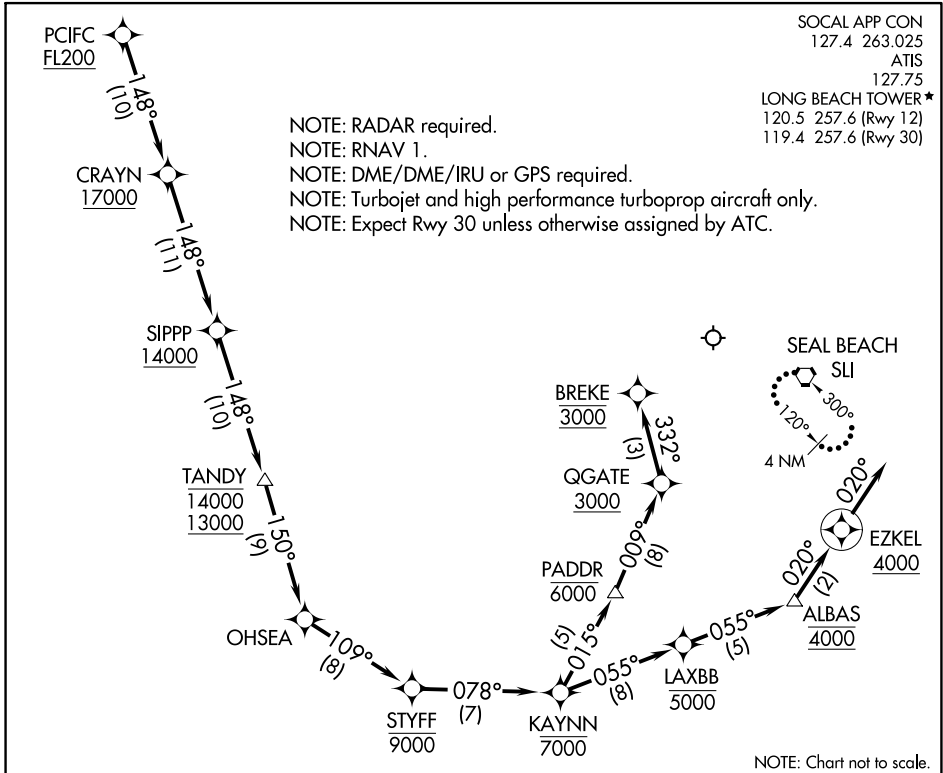 PCIFC
FL200
148°
(10)
CRAYN
17000
148°
(11)
SIPPP
14000
148°
(10)
TANDY
14000
13000
150°
(9)
OHSEA
109°
(8)
STYFF
9000
078°
(7)
KAYNN
7000
015°
(5)
PADDR
6000
009°
(8)
QGATE
3000
332°
(3)
BREKE
3000
055°
(8)
LAXBB
5000
055°
(5)
ALBAS
4000
020°
(2)
EZKEL
4000
020°
SEAL BEACH
SLI
300°
120°
4 NM
SOCAL APP CON
127.4 263.025
ATIS
127.75
LONG BEACH TOWER★
120.5 257.6 (Rwy 12)
119.4 257.6 (Rwy 30)
NOTE: RADAR required.
NOTE: RNAV 1.
NOTE: DME/DME/IRU or GPS required.
NOTE: Turbojet and high performance turboprop aircraft only.
NOTE: Expect Rwy 30 unless otherwise assigned by ATC.
NOTE: Chart not to scale.